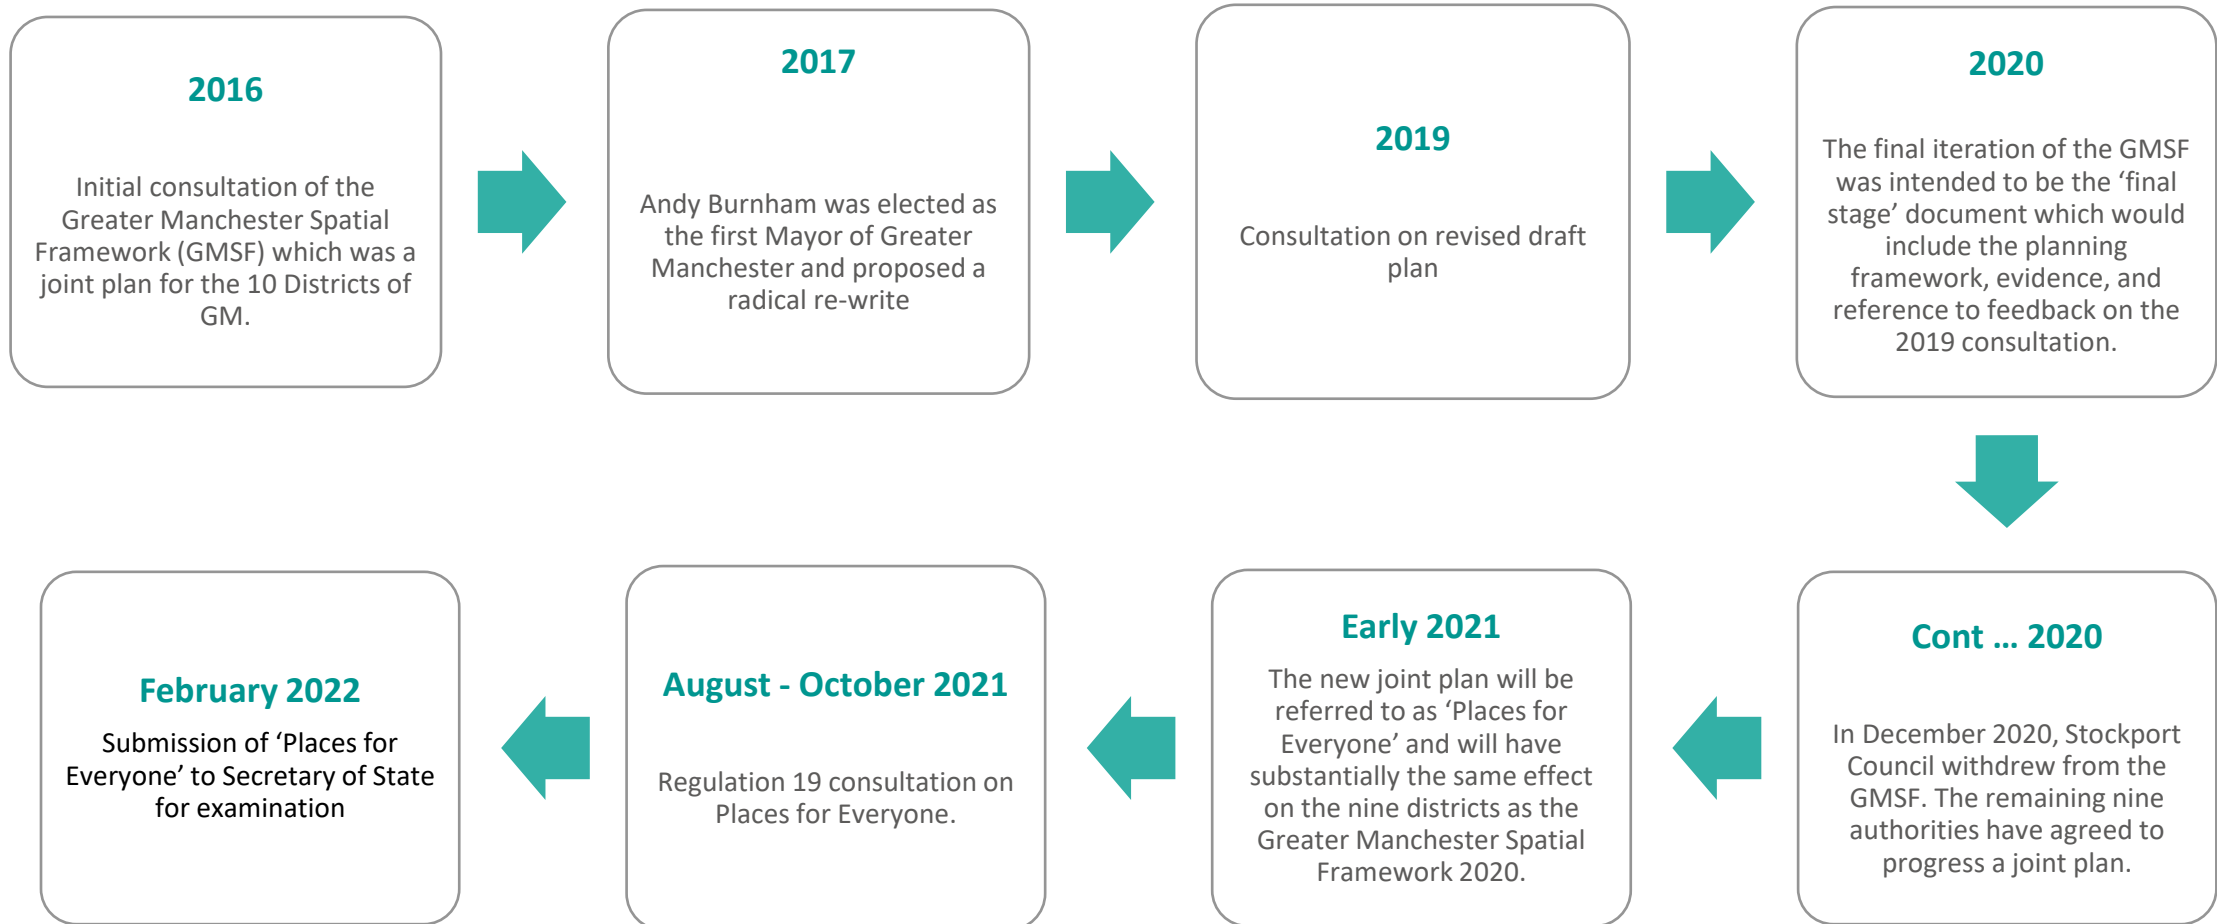 2016
Initial consultation of the
Greater Manchester Spatial
Framework (GMSF) which was a
joint plan for the 10 Districts of
GM.
2017
Andy Burnham was elected as
the first Mayor of Greater
Manchester and proposed a
radical re-write
2019
Consultation on revised draft
plan
2020
The final iteration of the GMSF
was intended to be the ‘final
stage’ document which would
include the planning
framework, evidence, and
reference to feedback on the
2019 consultation.
Cont ... 2020
In December 2020, Stockport
Council withdrew from the
GMSF. The remaining nine
authorities have agreed to
progress a joint plan.
Early 2021
The new joint plan will be
referred to as ‘Places for
Everyone’ and will have
substantially the same effect
on the nine districts as the
Greater Manchester Spatial
Framework 2020.
August - October 2021
Regulation 19 consultation on
Places for Everyone.
February 2022
Submission of ‘Places for
Everyone’ to Secretary of State
for examination